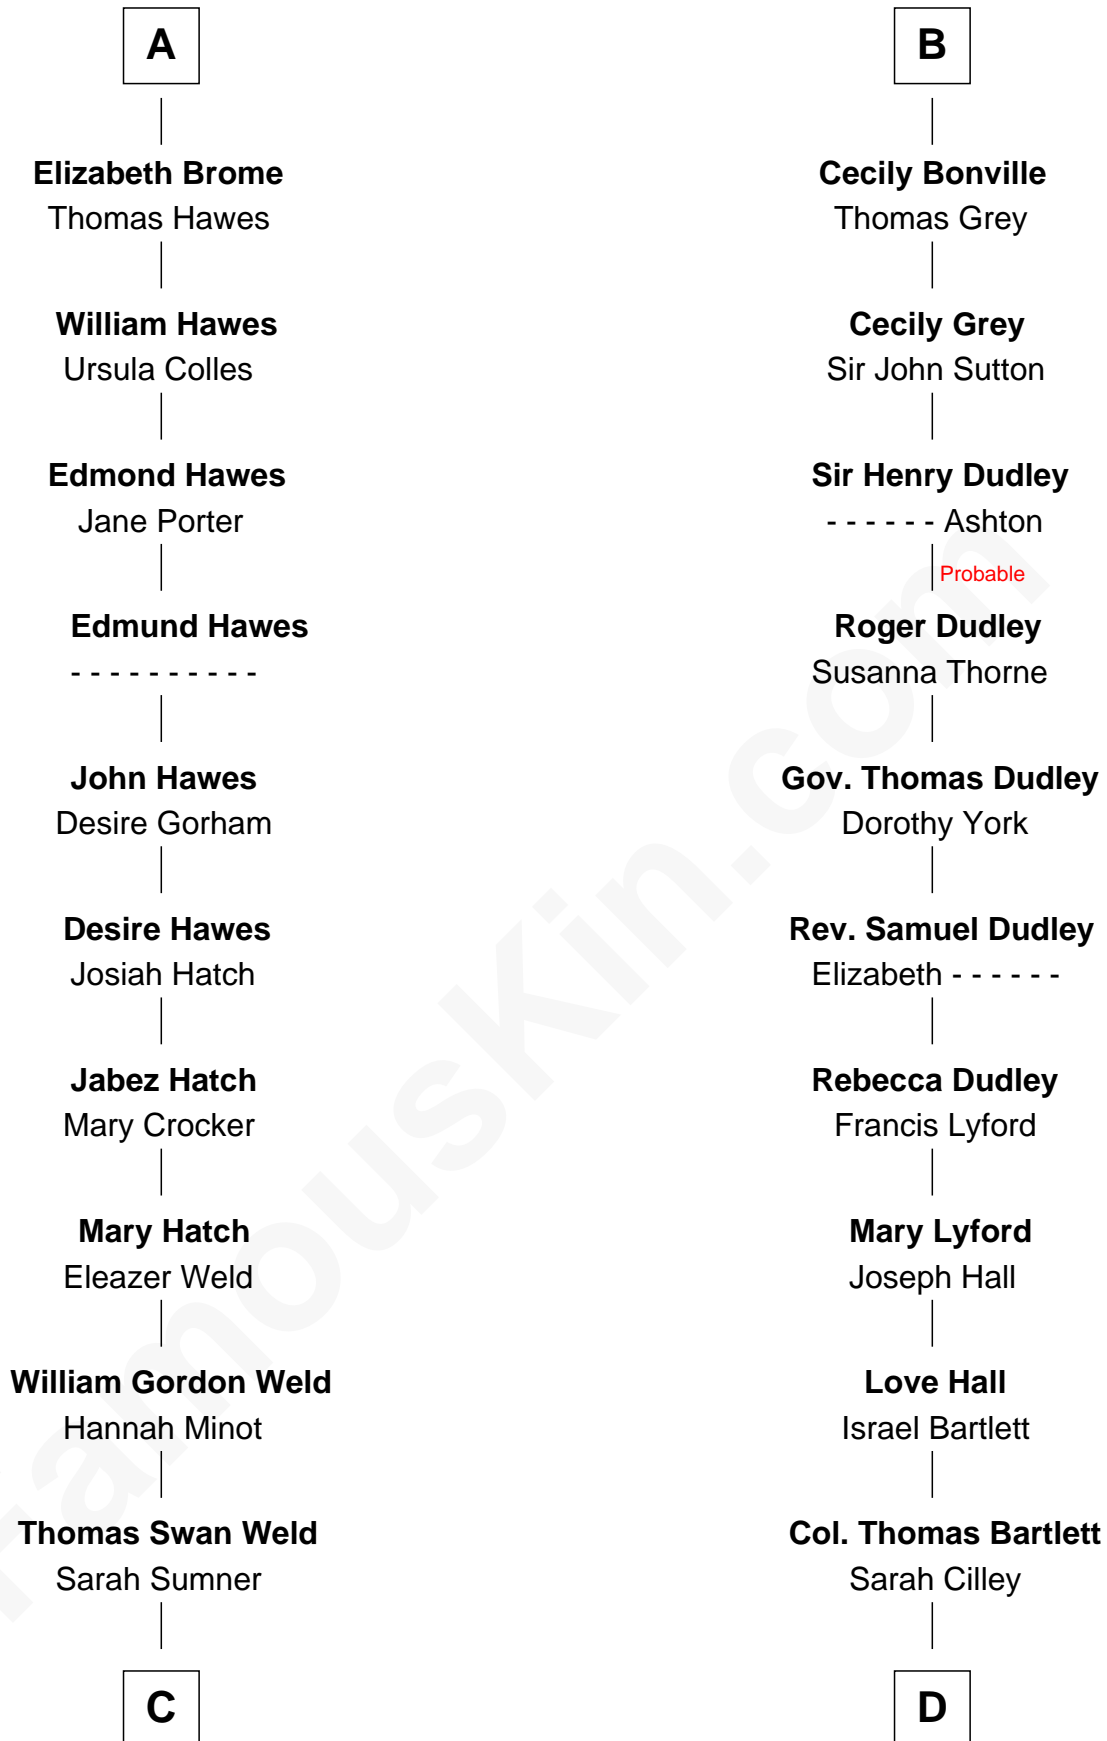 A
Elizabeth Brome
Thomas Hawes
William Hawes
Ursula Colles
Edmond Hawes
Jane Porter
Edmund Hawes
- - - - - - - - - -
John Hawes
Desire Gorham
Desire Hawes
Josiah Hatch
Jabez Hatch
Mary Crocker
Mary Hatch
Eleazer Weld
William Gordon Weld
Hannah Minot
Thomas Swan Weld
Sarah Sumner
C
B
Cecily Bonville
Thomas Grey
Cecily Grey
Sir John Sutton
Sir Henry Dudley
- - - - - - Ashton
Probable
Roger Dudley
Susanna Thorne
Gov. Thomas Dudley
Dorothy York
Rev. Samuel Dudley
Elizabeth - - - - - -
Rebecca Dudley
Francis Lyford
Mary Lyford
Joseph Hall
Love Hall
Israel Bartlett
Col. Thomas Bartlett
Sarah Cilley
D
FamousKin.com